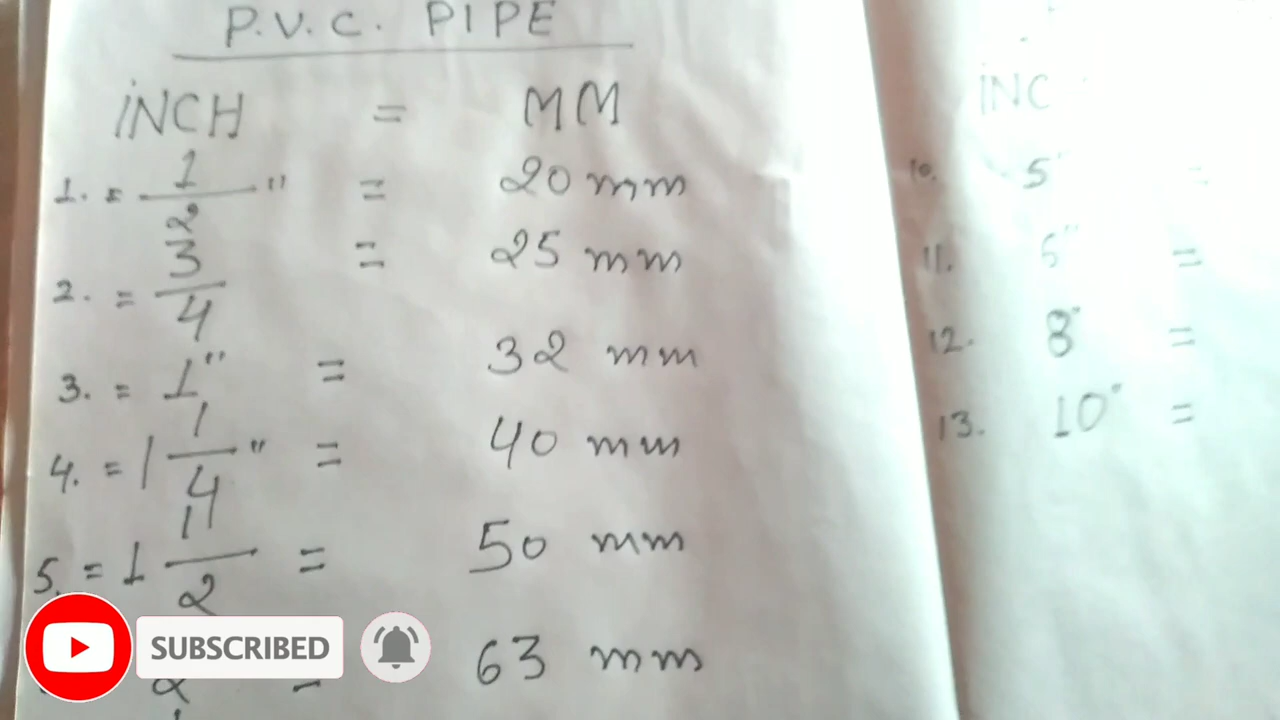 P.V.C. PIPE
INCH = MM
1. = 1/2" = 20 mm
2. = 3/4 = 25 mm
3. = 1" = 32 mm
4. = 1 1/4" = 40 mm
5. = 1 1/2 = 50 mm
2 = 63 mm
SUBSCRIBED
INC
10. 5" =
11. 6" =
12. 8" =
13. 10" =